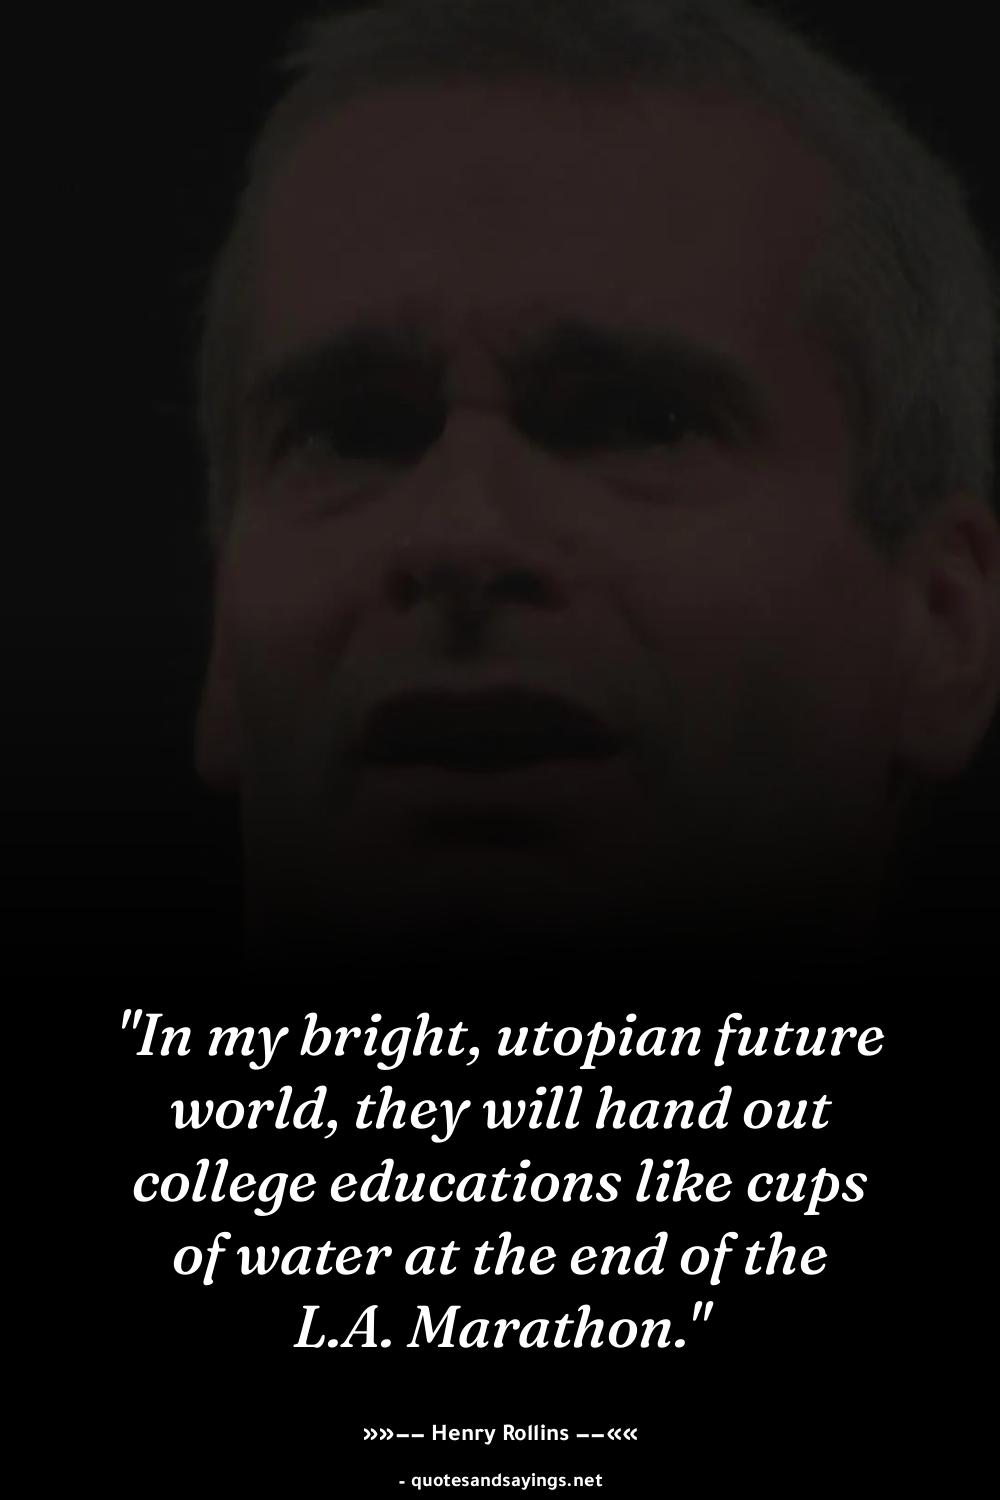 "In my bright, utopian future
world, they will hand out
college educations like cups
of water at the end of the
L.A. Marathon."
»»−− Henry Rollins −−««
- quotesandsayings.net